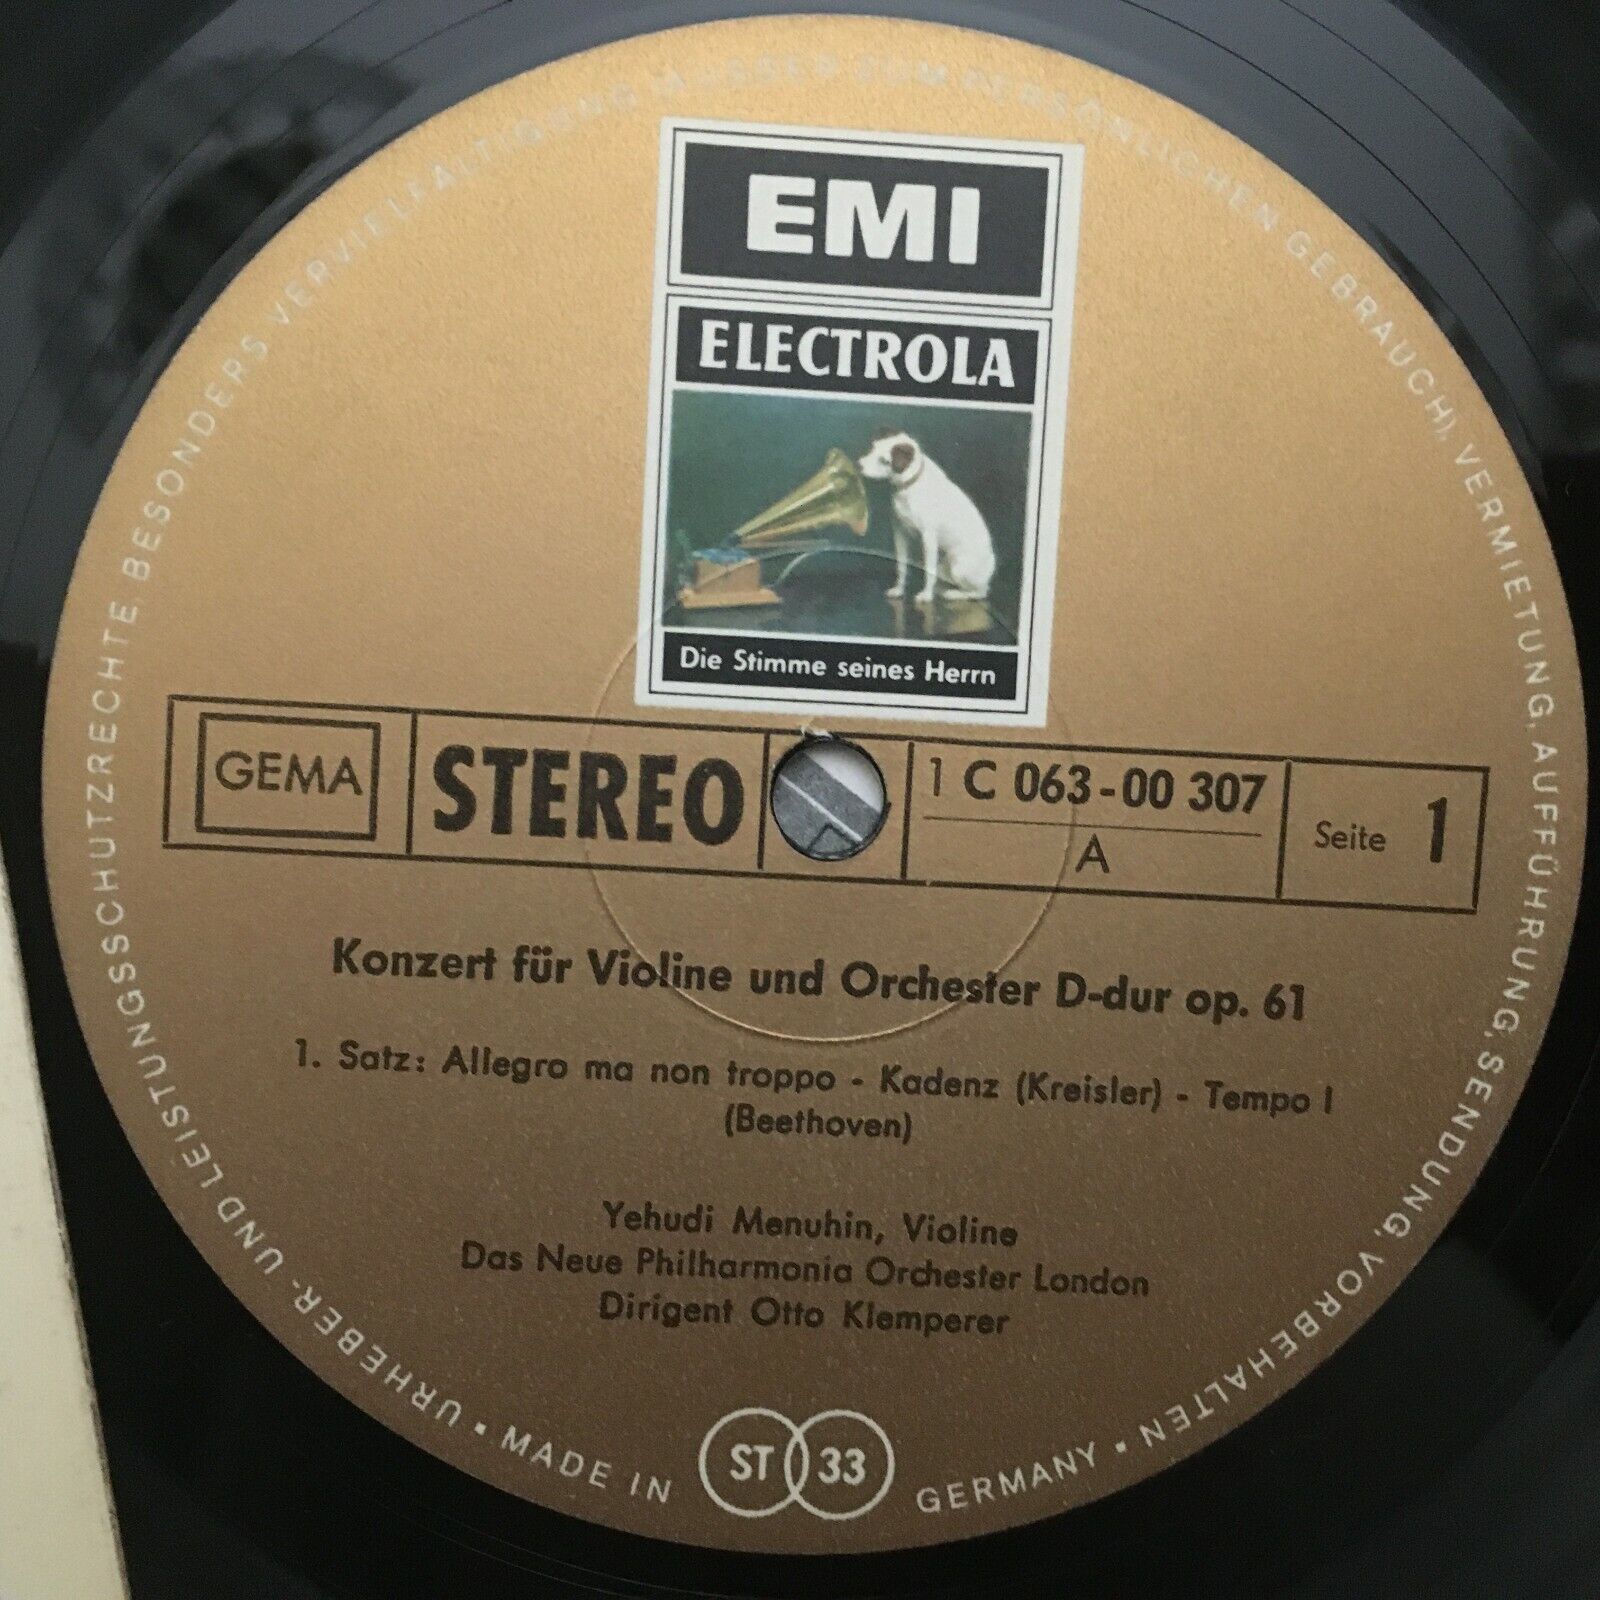 EMI
ELECTROLA
Die Stimme seines Herrn
GEMA
STEREO
1 C 063-00 307
A
Seite 1
Konzert für Violine und Orchester D-dur op. 61
1. Satz: Allegro ma non troppo - Kadenz (Kreisler) - Tempo I
(Beethoven)
Yehudi Menuhin, Violine
Das Neue Philharmonia Orchester London
Dirigent Otto Klemperer
ST 33
URHEBER- UND LEISTUNGSSCHUTZRECHTE, BESONDERS VERVIELFÄLTIGUNG (AUSSER ZUM PERSÖNLICHEN GEBRAUCH), VERMIETUNG, AUFFÜHRUNG, SENDUNG, VORBEHALTEN ▪ MADE IN GERMANY ▪